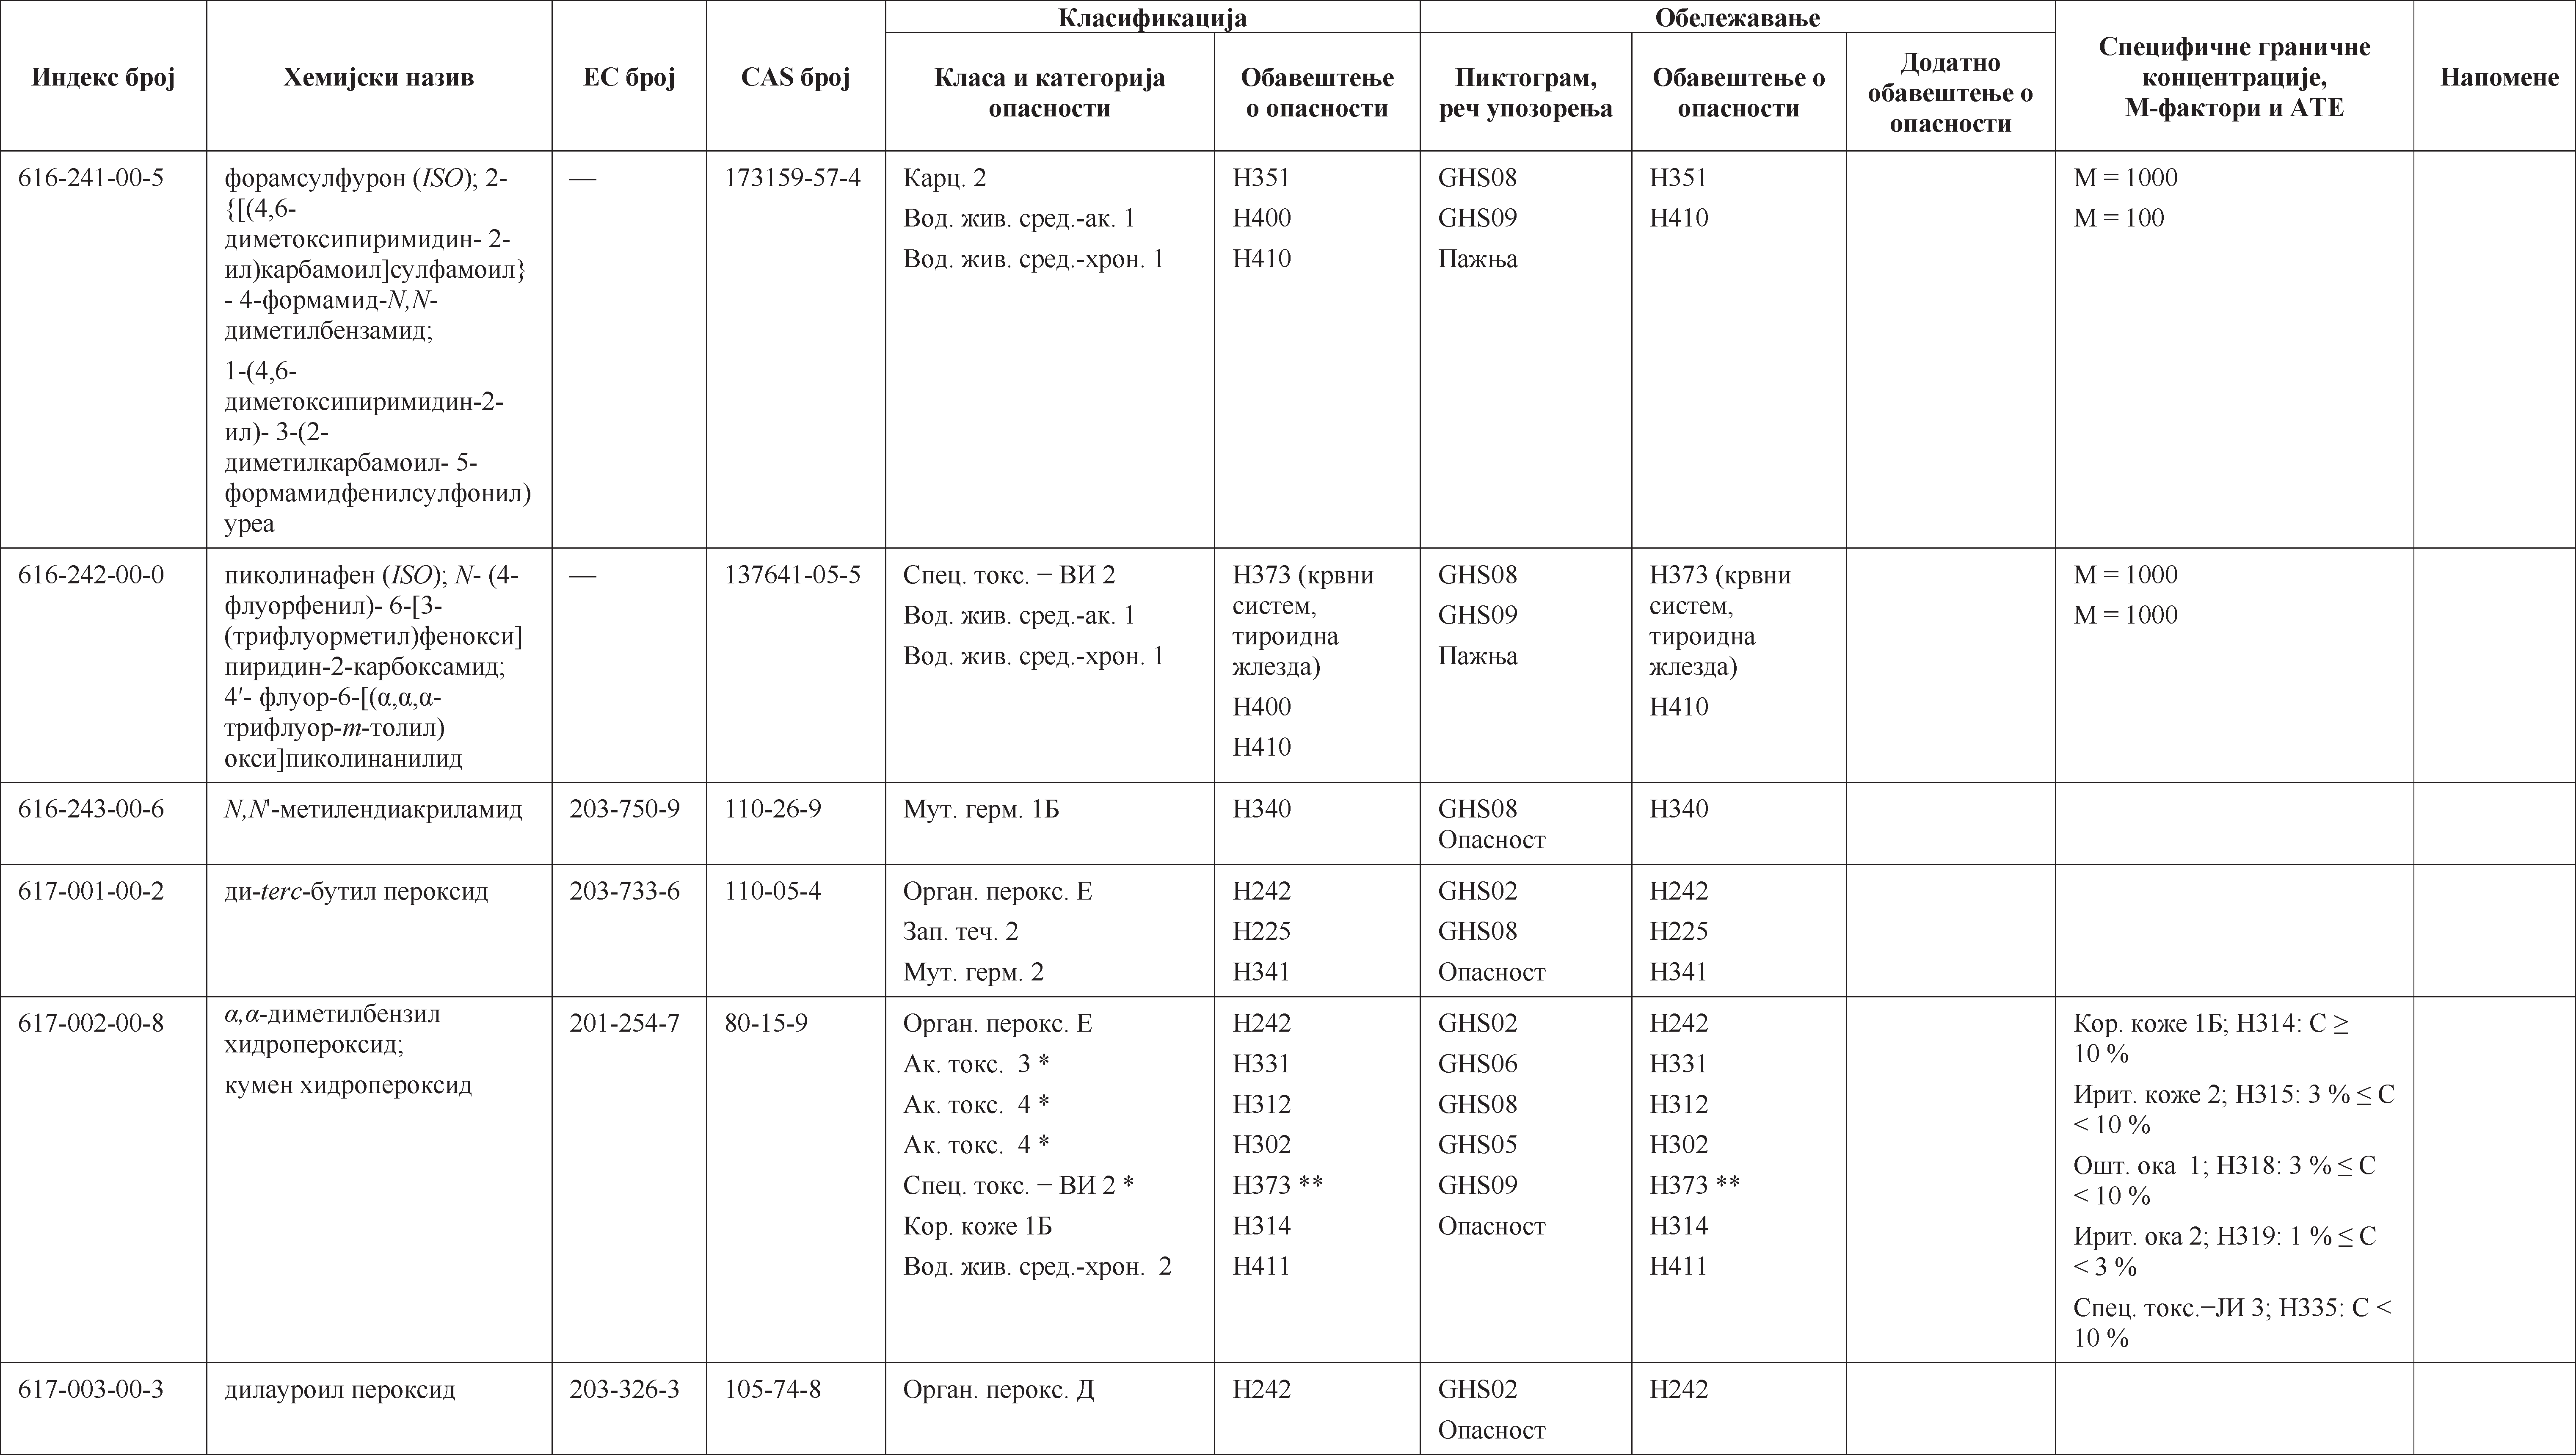 Индекс број
Хемијски назив
ЕС број
CAS број
Класификација
Обележавање
Класа и категорија
опасности
Обавештење
о опасности
Пиктограм,
реч упозорења
Обавештење о
опасности
Додатно
обавештење о
опасности
Специфичне граничне
концентрације,
М-фактори и АТЕ
Напомене
616-241-00-5
форамсулфурон (ISO); 2-
{[(4,6-
диметоксипиримидин- 2-
ил)карбамоил]сулфамоил}
- 4-формамид-N,N-
диметилбензамид;
1-(4,6-
диметоксипиримидин-2-
ил)- 3-(2-
диметилкарбамоил- 5-
формамидфенилсулфонил)
уреа
—
173159-57-4
Карц. 2
Вод. жив. сред.-ак. 1
Вод. жив. сред.-хрон. 1
H351
H400
H410
GHS08
GHS09
Пажња
H351
H410
M = 1000
M = 100
616-242-00-0
пиколинафен (ISO); N- (4-
флуорфенил)- 6-[3-
(трифлуорметил)фенокси]
пиридин-2-карбоксамид;
4′- флуор-6-[(α,α,α-
трифлуор-m-толил)
окси]пиколинанилид
—
137641-05-5
Спец. токс. − ВИ 2
Вод. жив. сред.-ак. 1
Вод. жив. сред.-хрон. 1
H373 (крвни
систем,
тироидна
жлезда)
H400
H410
GHS08
GHS09
Пажња
H373 (крвни
систем,
тироидна
жлезда)
H410
M = 1000
M = 1000
616-243-00-6
N,N'-метилендиакриламид
203-750-9
110-26-9
Мут. герм. 1Б
H340
GHS08
Опасност
H340
617-001-00-2
ди-terc-бутил пероксид
203-733-6
110-05-4
Орган. перокс. Е
Зап. теч. 2
Мут. герм. 2
H242
H225
H341
GHS02
GHS08
Опасност
H242
H225
H341
617-002-00-8
α,α-диметилбензил
хидропероксид;
кумен хидропероксид
201-254-7
80-15-9
Орган. перокс. Е
Ак. токс.  3 *
Ак. токс.  4 *
Ак. токс.  4 *
Спец. токс. − ВИ 2 *
Кор. коже 1Б
Вод. жив. сред.-хрон.  2
H242
H331
H312
H302
H373 **
H314
H411
GHS02
GHS06
GHS08
GHS05
GHS09
Опасност
H242
H331
H312
H302
H373 **
H314
H411
Кор. коже 1Б; H314: C ≥
10 %
Ирит. коже 2; H315: 3 % ≤ C
< 10 %
Ошт. ока  1; H318: 3 % ≤ C
< 10 %
Ирит. ока 2; H319: 1 % ≤ C
< 3 %
Спец. токс.−ЈИ 3; H335: C <
10 %
617-003-00-3
дилауроил пероксид
203-326-3
105-74-8
Орган. перокс. Д
H242
GHS02
Опасност
H242